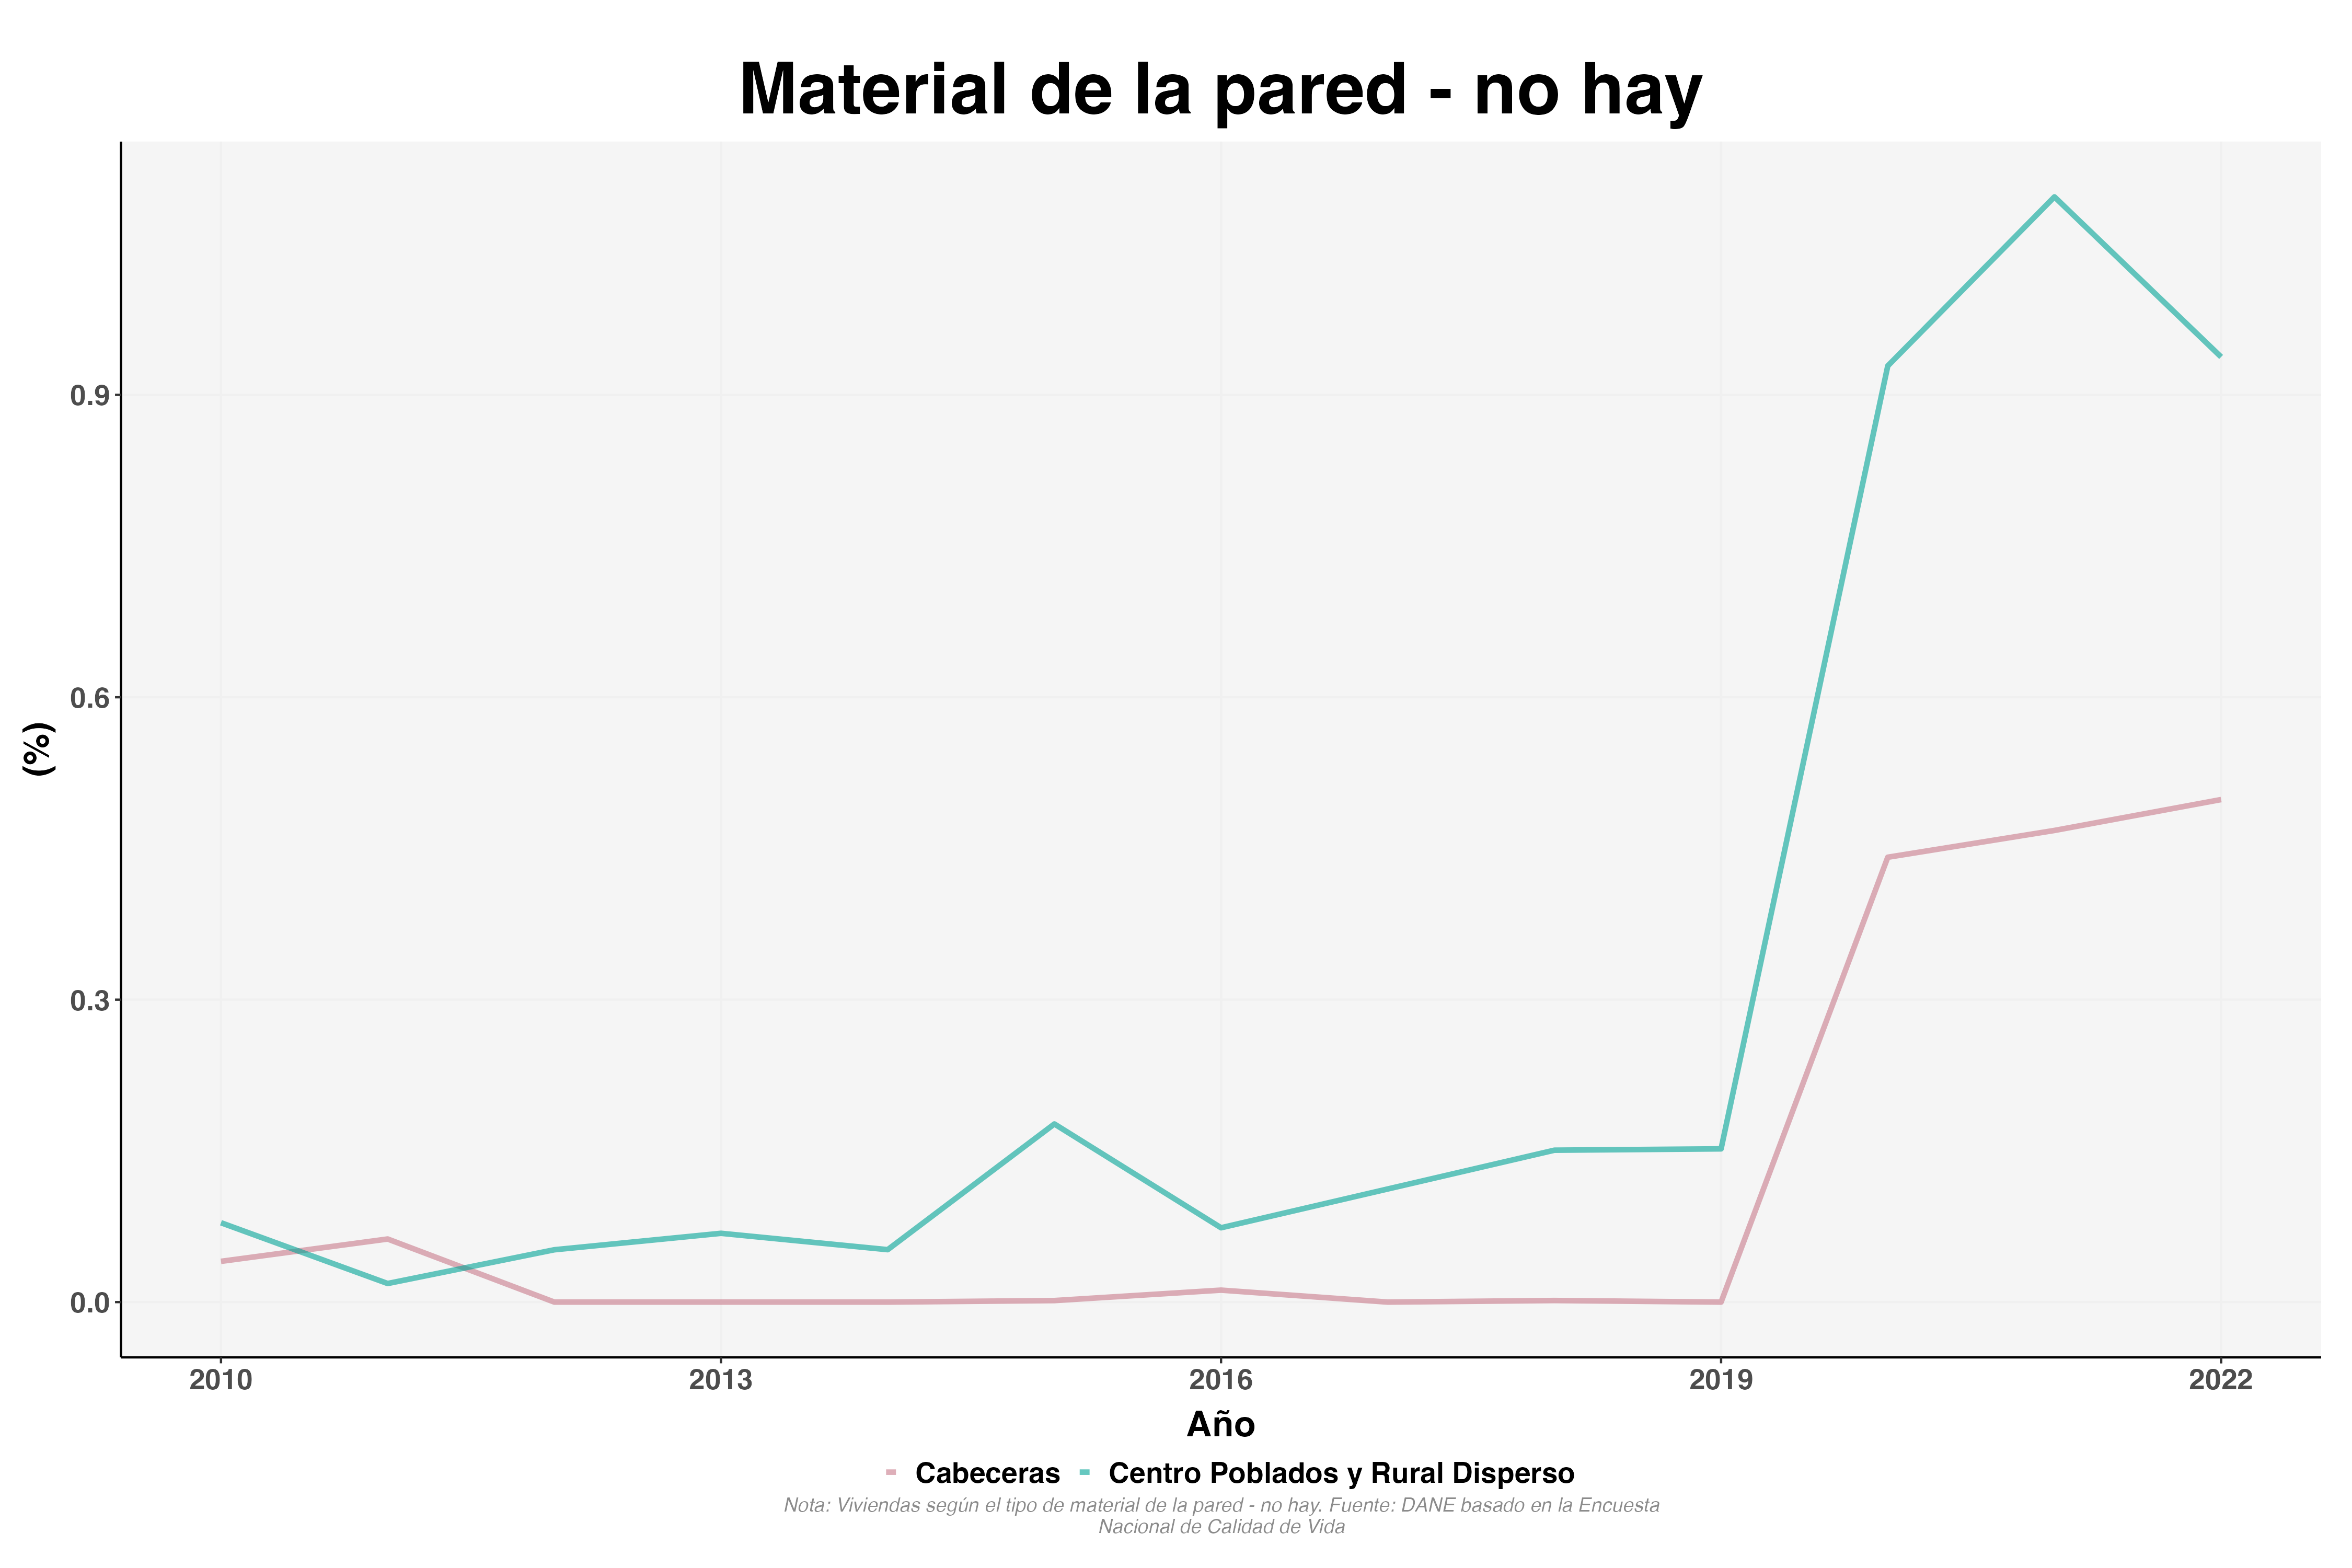 Material de la pared - no hay
0.9
0.6
0.3
0.0
(%)
2010 2013 2016 2019 2022
Año
Cabeceras Centro Poblados y Rural Disperso
Nota: Viviendas según el tipo de material de la pared - no hay. Fuente: DANE basado en la Encuesta
Nacional de Calidad de Vida